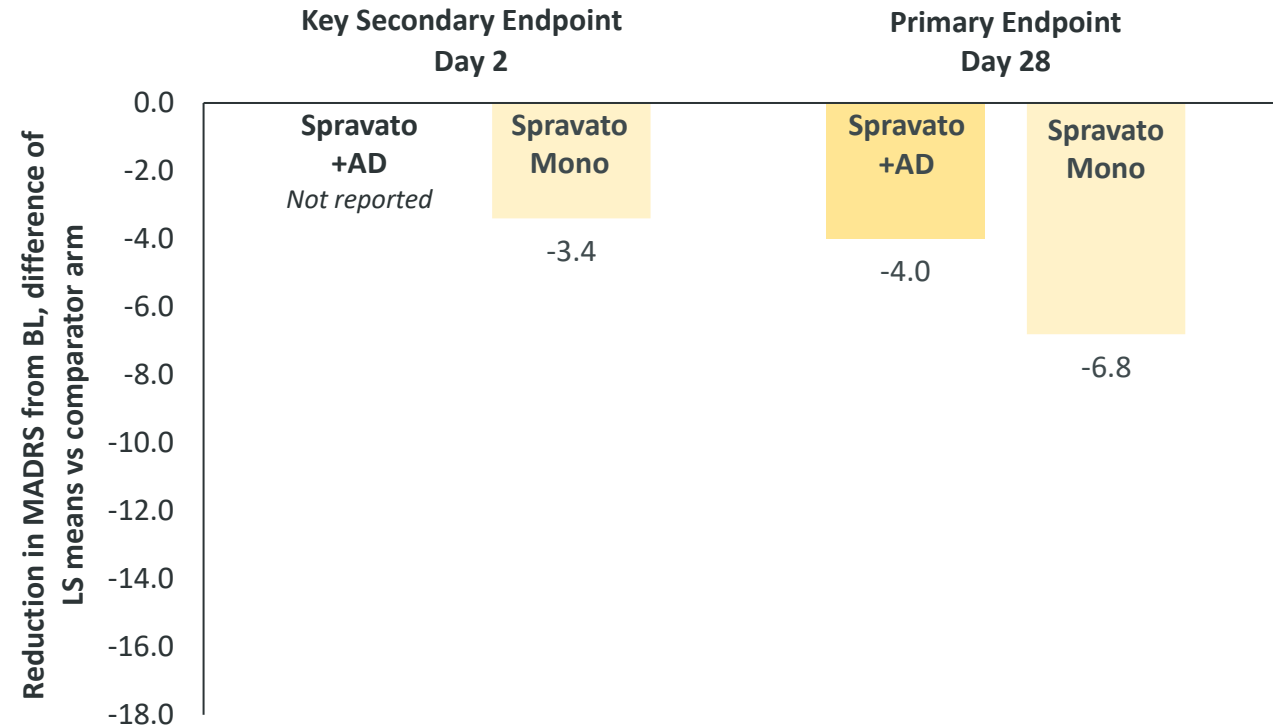 Key Secondary Endpoint
Day 2
Primary Endpoint
Day 28
Reduction in MADRS from BL, difference of
LS means vs comparator arm
0.0
-2.0
-4.0
-6.0
-8.0
-10.0
-12.0
-14.0
-16.0
-18.0
Spravato
+AD
Not reported
Spravato
Mono
-3.4
Spravato
+AD
-4.0
Spravato
Mono
-6.8